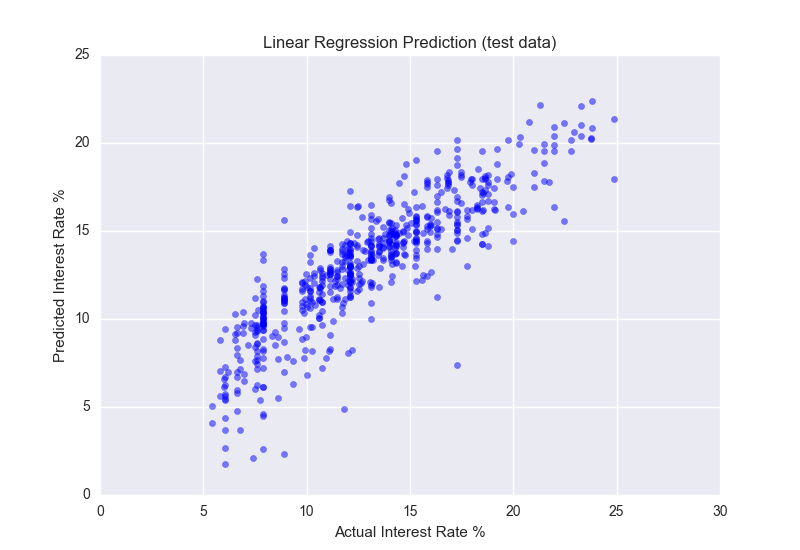 Linear Regression Prediction (test data)
25
20
15
10
5
0
Predicted Interest Rate %
0 5 10 15 20 25 30
Actual Interest Rate %